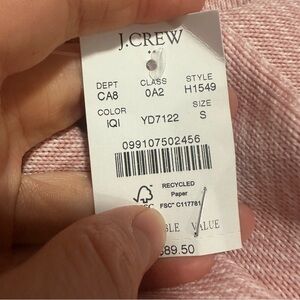 J.CREW
DEPT CLASS STYLE
CA8 0A2 H1549
COLOR SIZE
iQI YD7122 S
099107502456
RECYCLED
Paper
FSC® C117781
VALUE
$89.50